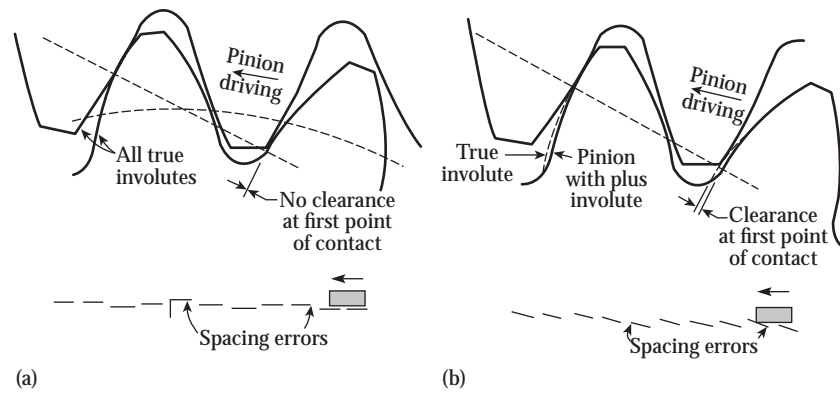 Pinion
driving
All true
involutes
No clearance
at first point
of contact
Spacing errors
(a)
Pinion
driving
True
involute
Pinion
with plus
involute
Clearance
at first point
of contact
Spacing errors
(b)